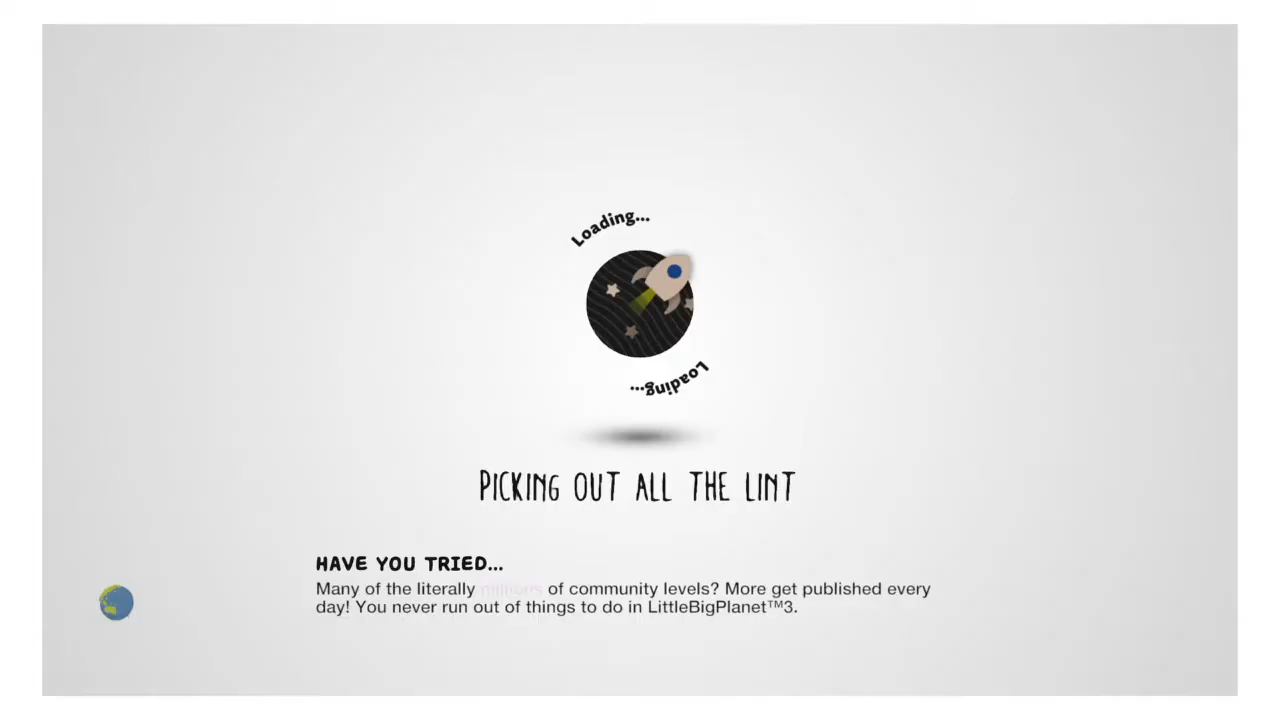 Loading...
Loading...
PICKING OUT ALL THE LINT
HAVE YOU TRIED...
Many of the literally millions of community levels? More get published every
day! You never run out of things to do in LittleBigPlanet™3.